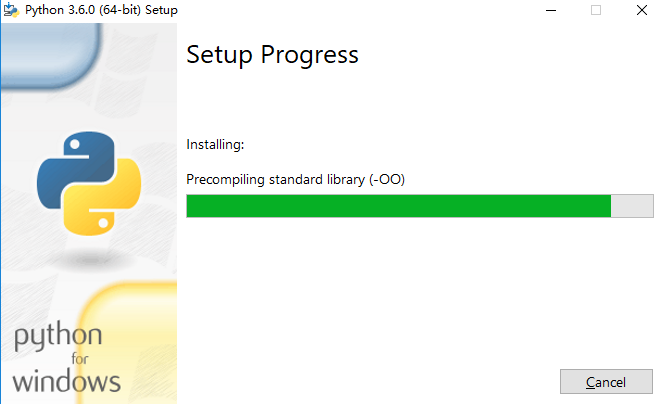 Python 3.6.0 (64-bit) Setup
Setup Progress
Installing:
Precompiling standard library (-OO)
python
for
windows
Cancel